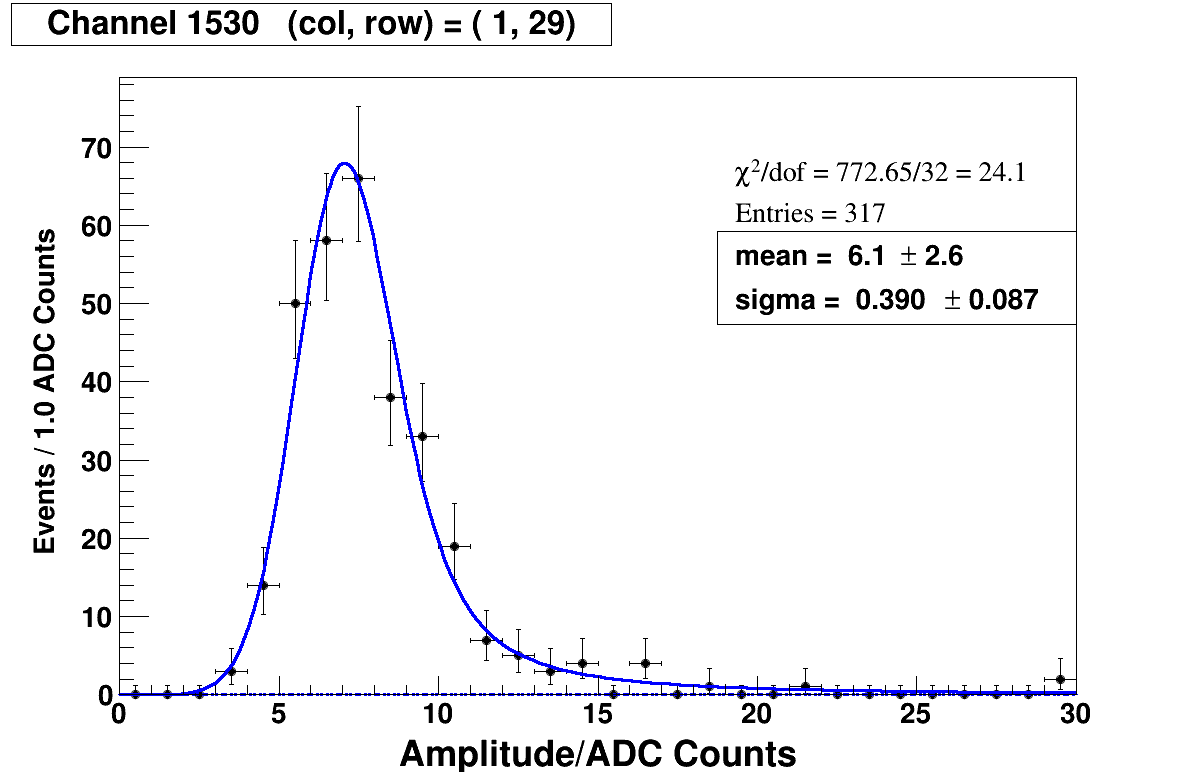 Channel 1530 (col, row) = ( 1, 29)
χ²/dof = 772.65/32 = 24.1
Entries = 317
mean = 6.1 ± 2.6
sigma = 0.390 ± 0.087
Events / 1.0 ADC Counts
70
60
50
40
30
20
10
0
0 5 10 15 20 25 30
Amplitude/ADC Counts